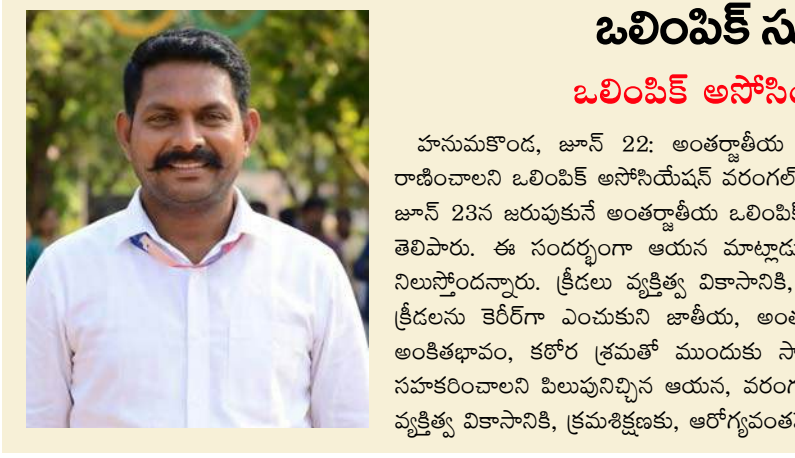 ఒలింపిక్
ఒలింపిక్
హనుమకొండ, జూన్ 22: అంతర్జాతీయ
రాణించాలని ఒలింపిక్ అసోసియేషన్ వరంగల్
జూన్ 23న జరుపుకునే అంతర్జాతీయ ఒలింపిక్
తెలిపారు. ఈ సందర్భంగా ఆయన
నిలుస్తోందన్నారు. క్రీడలు వ్యక్తిత్వ వికాసానికి,
క్రీడలను కెరీర్‌గా ఎంచుకుని జాతీయ,
అంకితభావం, కఠోర శ్రమతో ముందుకు
సహకరించాలని పిలుపునిచ్చిన ఆయన,
వ్యక్తిత్వ వికాసానికి, క్రమశిక్షణకు,